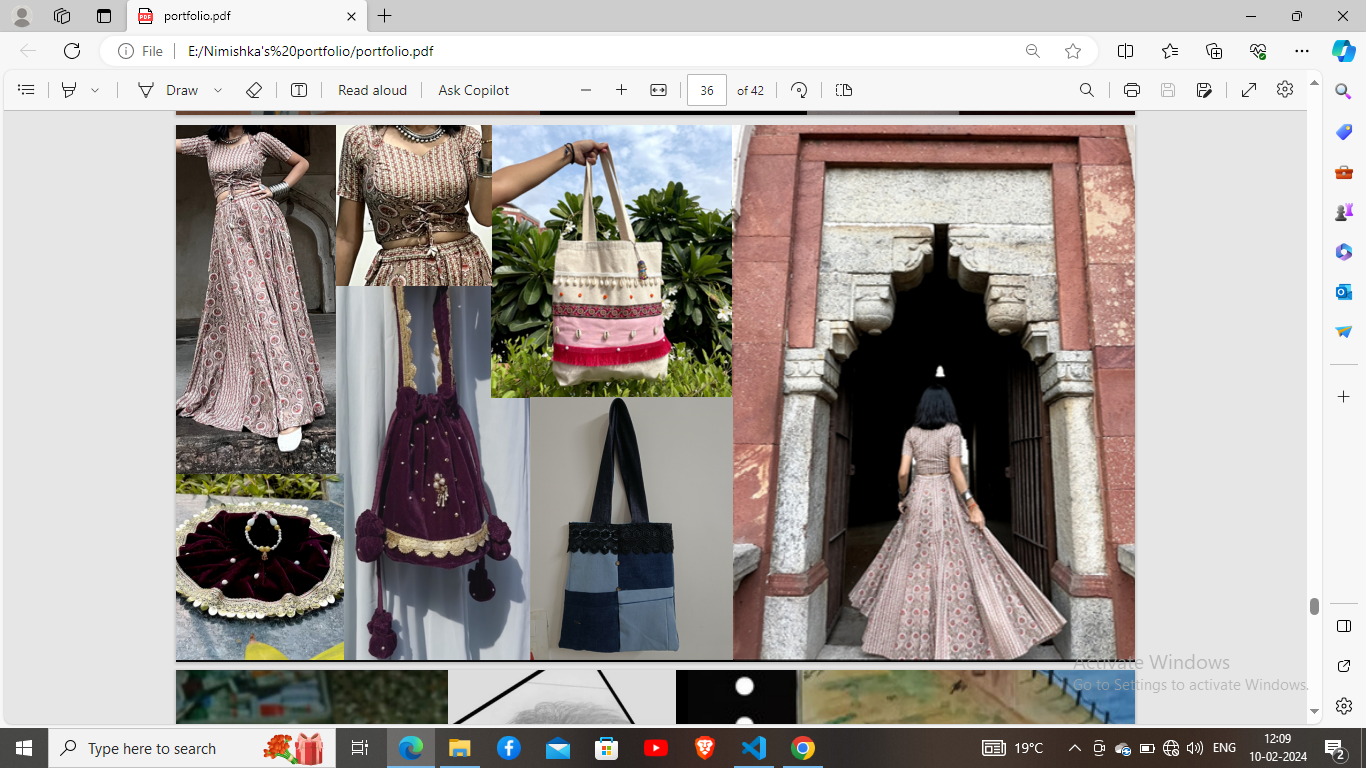 portfolio.pdf
File
E:/Nimishka's%20portfolio/portfolio.pdf
Draw
Read aloud
Ask Copilot
36
of 42
Activate Windows
Go to Settings to activate Windows.
Type here to search
19°C
ENG
12:09
10-02-2024
2